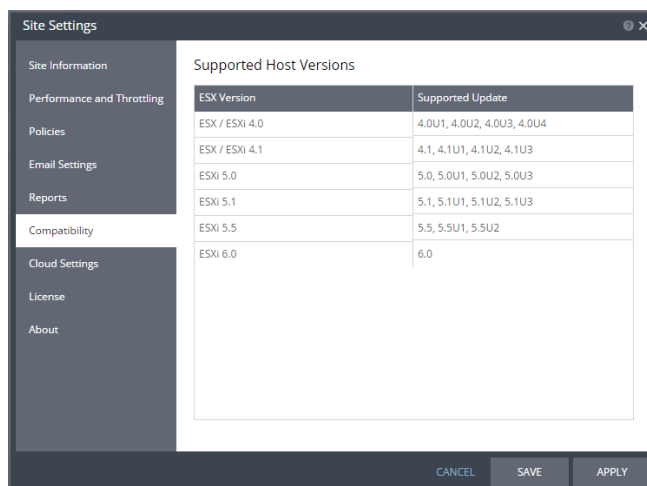 Site Settings
Site Information
Performance and Throttling
Policies
Email Settings
Reports
Compatibility
Cloud Settings
License
About
Supported Host Versions
ESX Version Supported Update
ESX / ESXi 4.0 4.0U1, 4.0U2, 4.0U3, 4.0U4
ESX / ESXi 4.1 4.1, 4.1U1, 4.1U2, 4.1U3
ESXi 5.0 5.0, 5.0U1, 5.0U2, 5.0U3
ESXi 5.1 5.1, 5.1U1, 5.1U2, 5.1U3
ESXi 5.5 5.5, 5.5U1, 5.5U2
ESXi 6.0 6.0
CANCEL SAVE APPLY